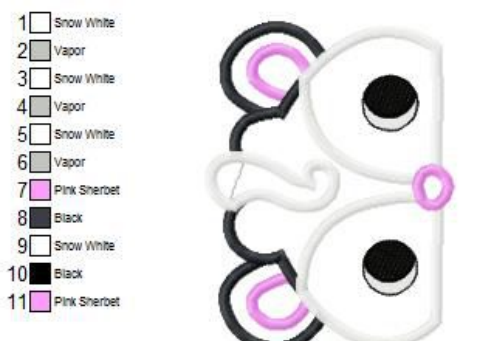 1 Snow White
2 Vapor
3 Snow White
4 Vapor
5 Snow White
6 Vapor
7 Pink Sherbet
8 Black
9 Snow White
10 Black
11 Pink Sherbet